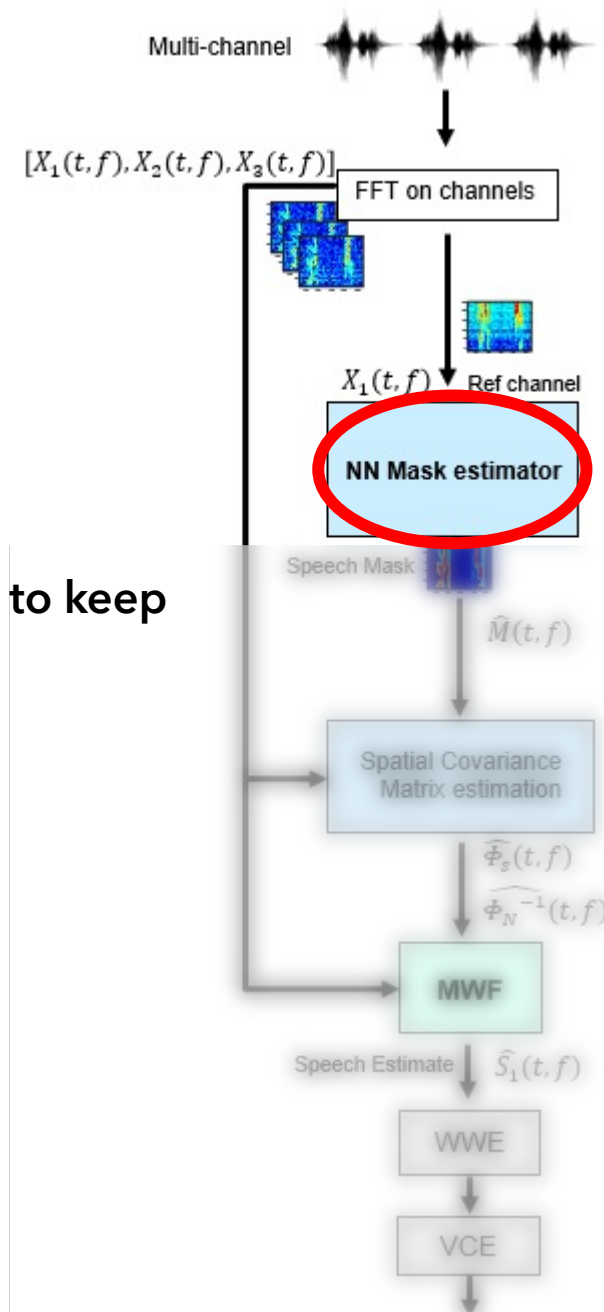 Multi-channel
[X₁(t,f),X₂(t,f),X₃(t,f)]
FFT on channels
X₁(t,f) Ref channel
NN Mask estimator
Speech Mask
to keep
M̂(t,f)
Spatial Covariance
Matrix estimation
Φ̂ₛ(t,f)
Φ̂_N⁻¹(t,f)
MWF
Speech Estimate Ŝ₁(t,f)
WWE
VCE